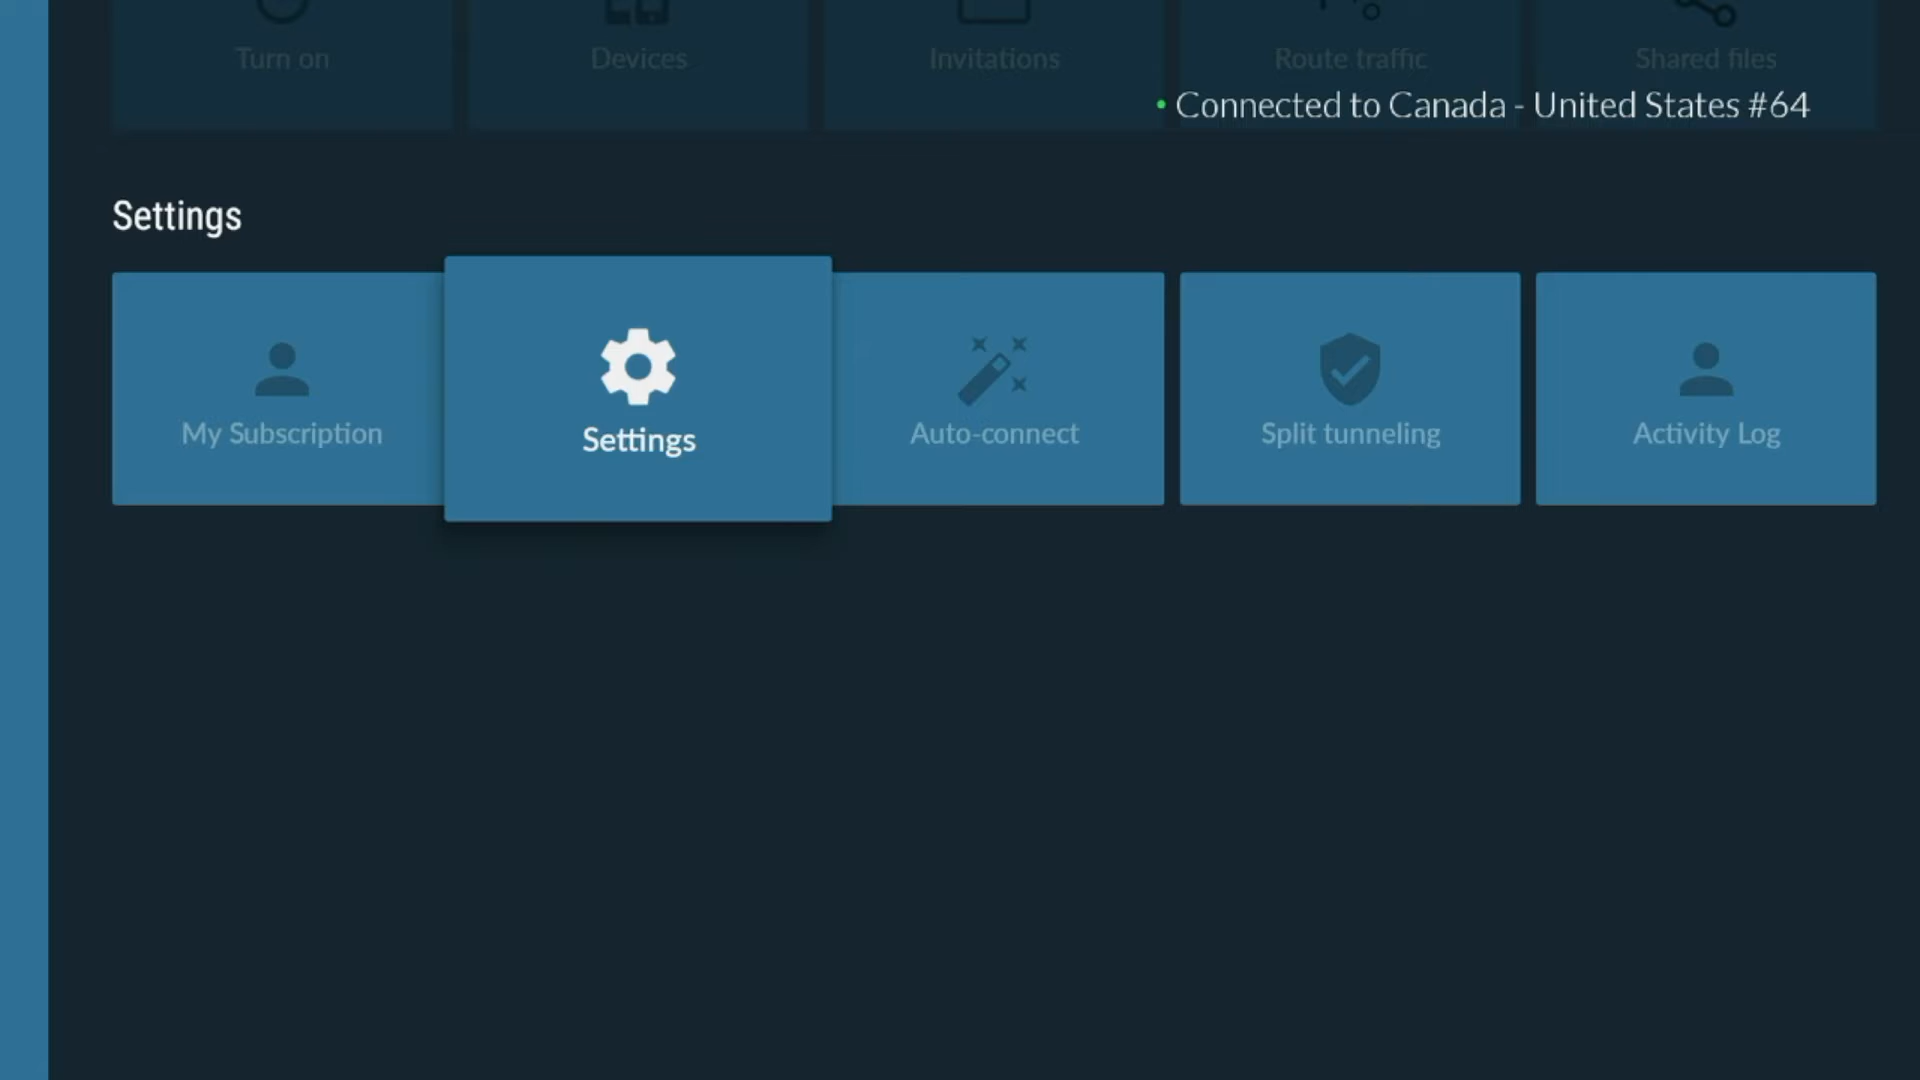 Turn on
Devices
Invitations
Route traffic
Shared files
• Connected to Canada - United States #64
Settings
My Subscription
Settings
Auto-connect
Split tunneling
Activity Log